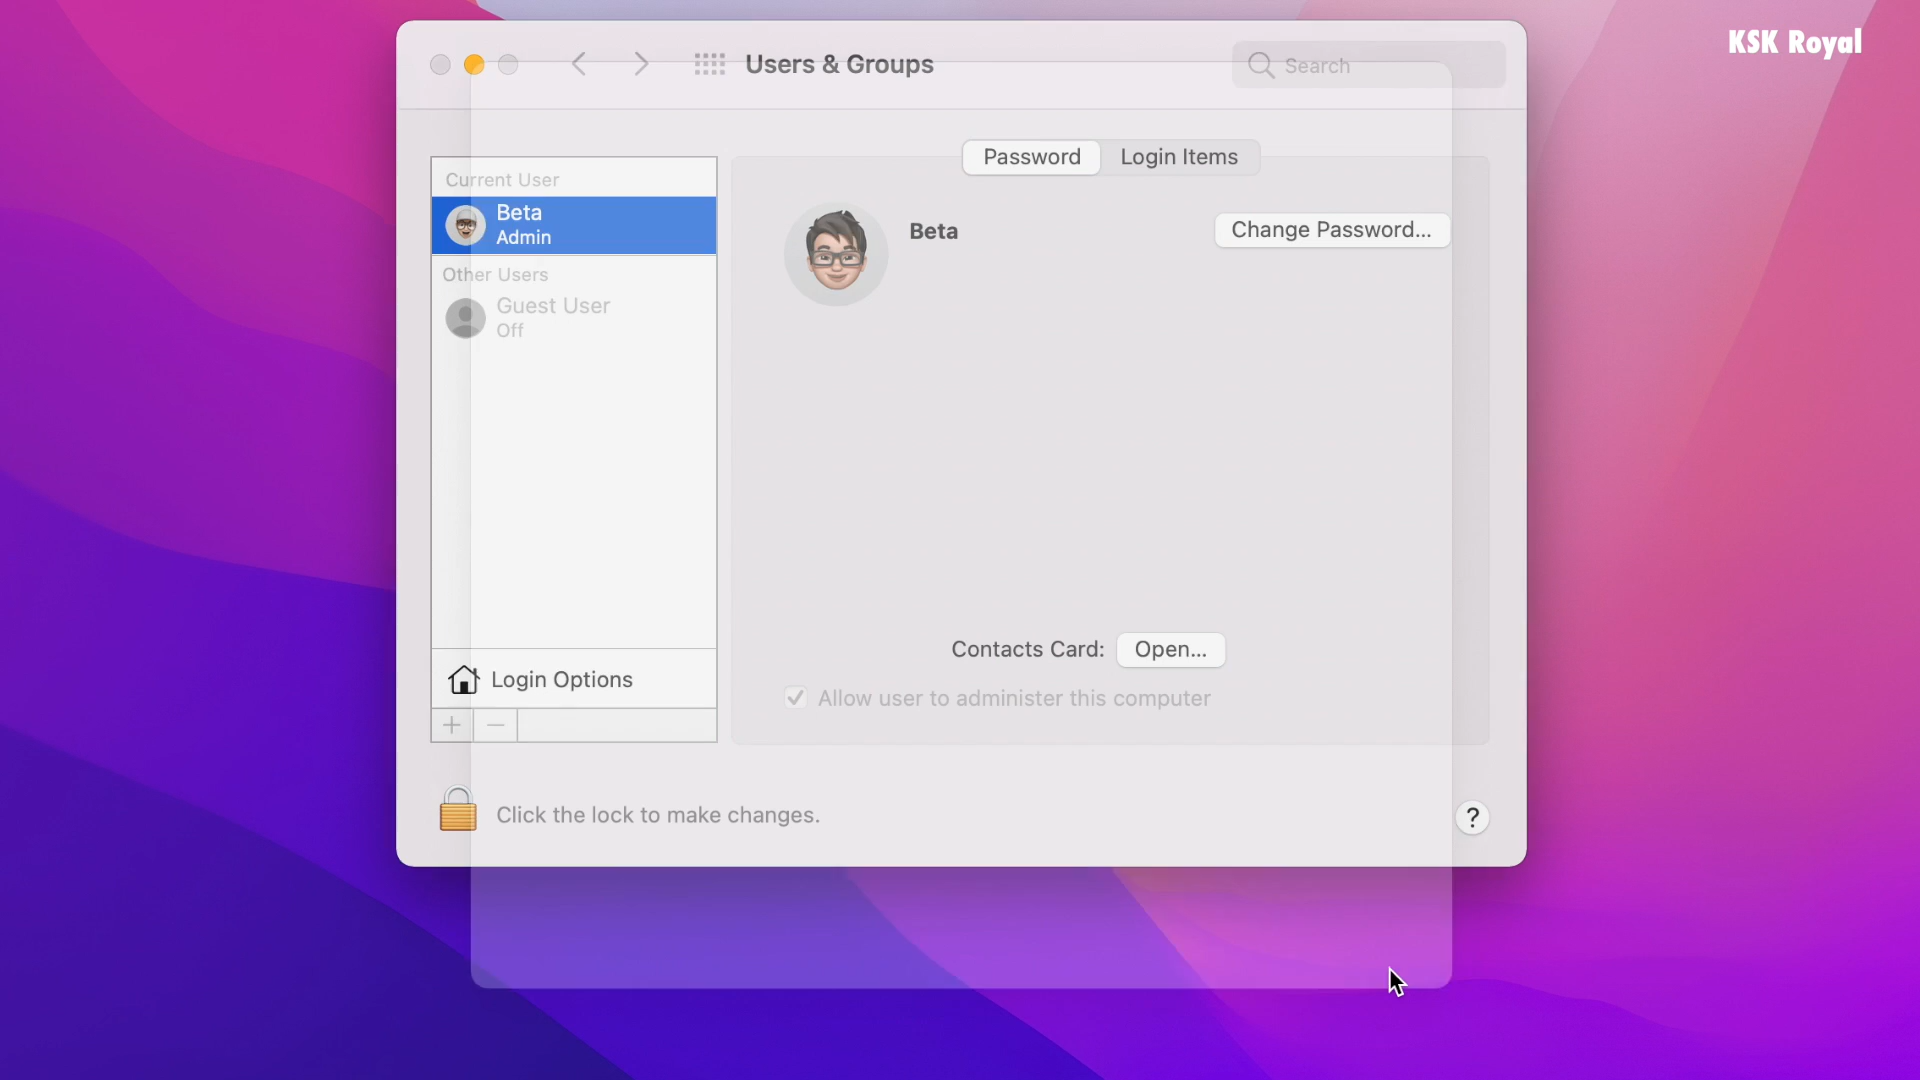 KSK Royal
Users & Groups
Search
Password
Login Items
Current User
Beta
Admin
Other Users
Guest User
Off
Beta
Change Password...
Contacts Card:
Open...
Allow user to administer this computer
Login Options
Click the lock to make changes.
?